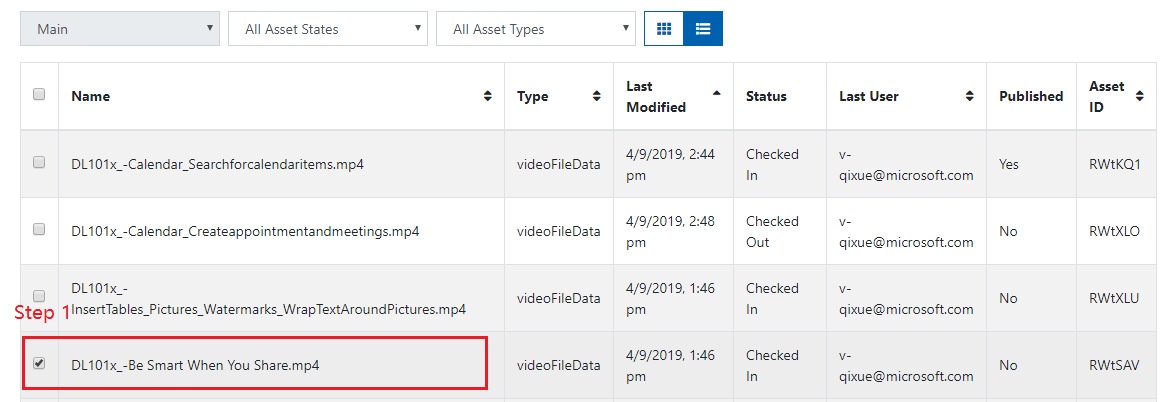 Main All Asset States All Asset Types
Name Type Last Modified Status Last User Published Asset ID
DL101x_-Calendar_Searchforcalendaritems.mp4 videoFileData 4/9/2019, 2:44 pm Checked In v-qixue@microsoft.com Yes RWtKQ1
DL101x_-Calendar_Createappointmentandmeetings.mp4 videoFileData 4/9/2019, 2:48 pm Checked Out v-qixue@microsoft.com No RWtXLO
DL101x_-InsertTables_Pictures_Watermarks_WrapTextAroundPictures.mp4 videoFileData 4/9/2019, 1:46 pm Checked In v-qixue@microsoft.com No RWtXLU
Step 1
DL101x_-Be Smart When You Share.mp4 videoFileData 4/9/2019, 1:46 pm Checked In v-qixue@microsoft.com No RWtSAV